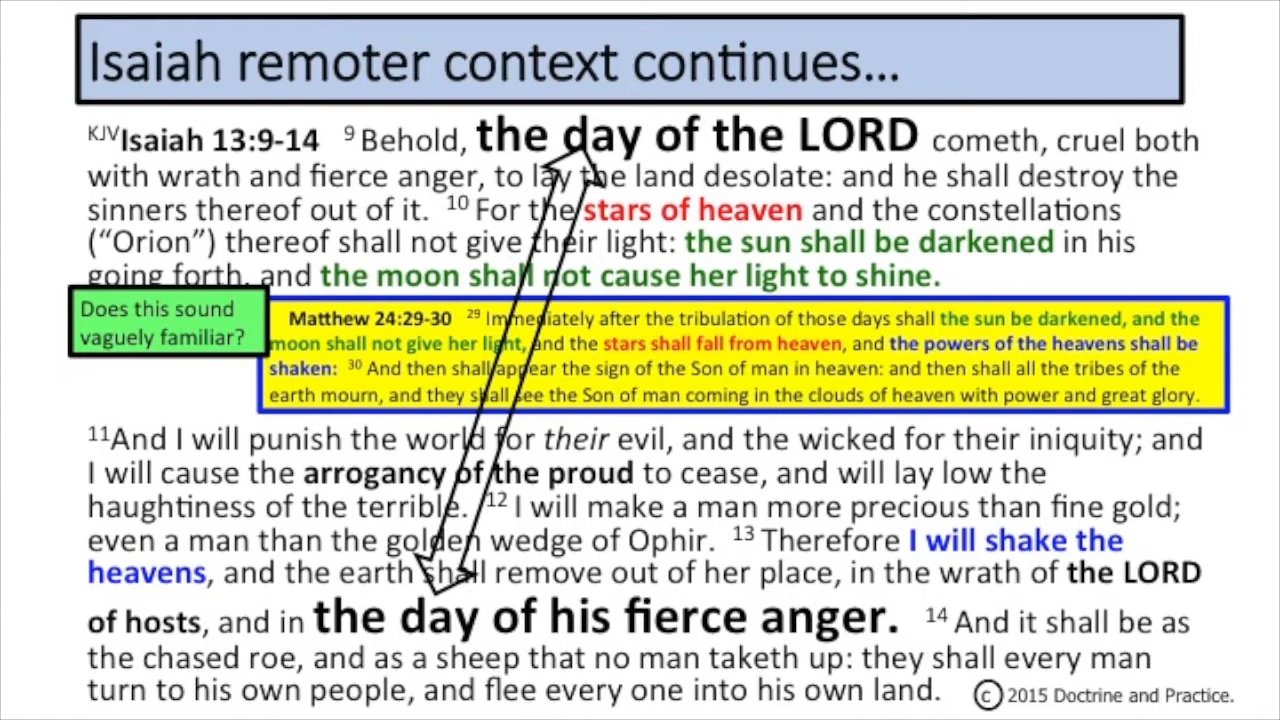 Isaiah remoter context continues...
KJVIsaiah 13:9-14 9 Behold, the day of the LORD cometh, cruel both
with wrath and fierce anger, to lay the land desolate: and he shall destroy the
sinners thereof out of it. 10 For the stars of heaven and the constellations
(“Orion”) thereof shall not give their light: the sun shall be darkened in his
going forth, and the moon shall not cause her light to shine.
Does this sound
vaguely familiar?
Matthew 24:29-30 29 Immediately after the tribulation of those days shall the sun be darkened, and the
moon shall not give her light, and the stars shall fall from heaven, and the powers of the heavens shall be
shaken: 30 And then shall appear the sign of the Son of man in heaven: and then shall all the tribes of the
earth mourn, and they shall see the Son of man coming in the clouds of heaven with power and great glory.
11And I will punish the world for their evil, and the wicked for their iniquity; and
I will cause the arrogancy of the proud to cease, and will lay low the
haughtiness of the terrible. 12 I will make a man more precious than fine gold;
even a man than the golden wedge of Ophir. 13 Therefore I will shake the
heavens, and the earth shall remove out of her place, in the wrath of the LORD
of hosts, and in the day of his fierce anger. 14 And it shall be as
the chased roe, and as a sheep that no man taketh up: they shall every man
turn to his own people, and flee every one into his own land.
© 2015 Doctrine and Practice.